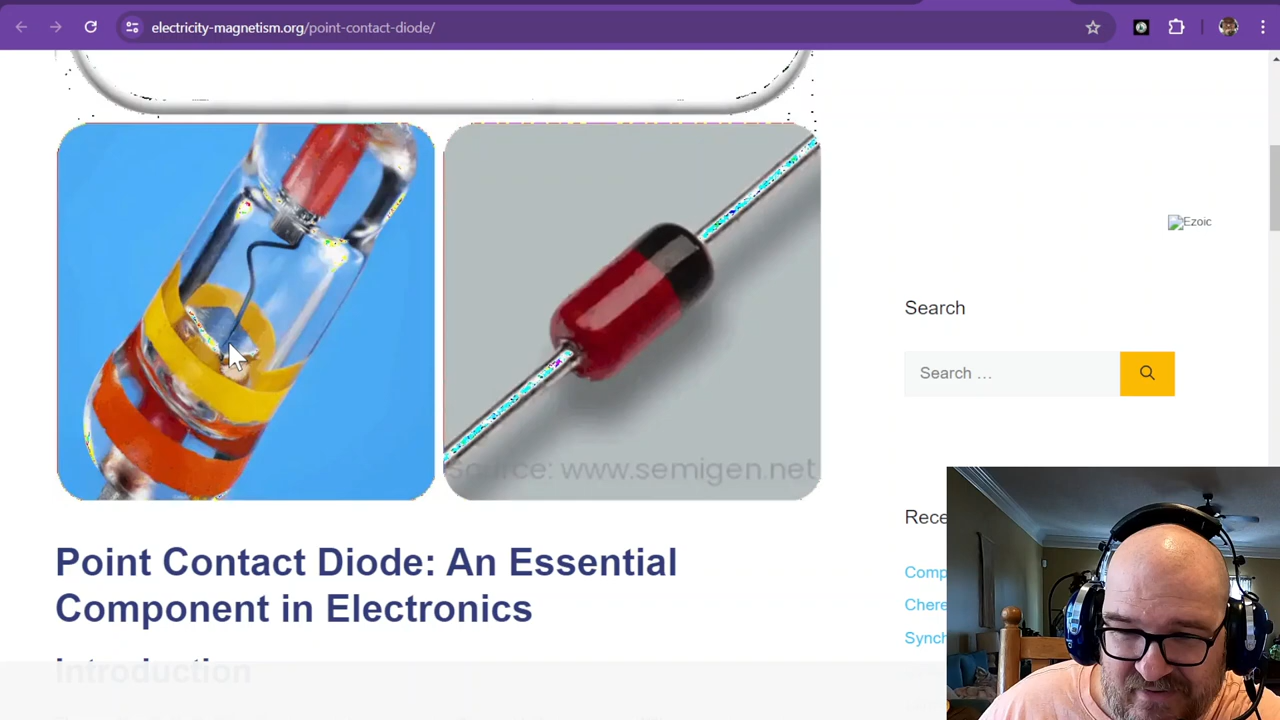 electricity-magnetism.org/point-contact-diode/
Source: www.semigen.net
Ezoic
Search
Search …
Point Contact Diode: An Essential
Component in Electronics
Introduction
Rece
Comp
Chere
Synch